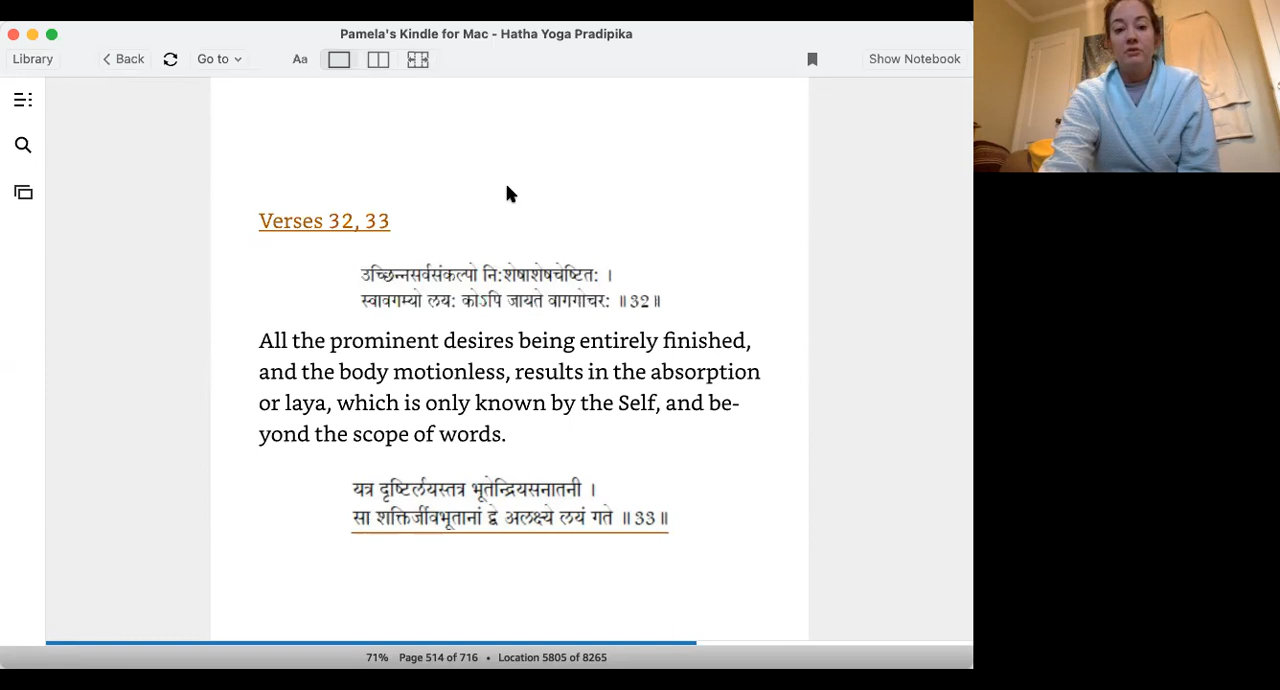 Pamela's Kindle for Mac - Hatha Yoga Pradipika
Library
Back
Go to
Aa
Show Notebook
Verses 32, 33
उच्छिन्नसर्वसंकल्पो नि:शेषाशेषचेष्टित: ।
स्वावगम्यो लय: कोऽपि जायते वागगोचर: ॥32॥
All the prominent desires being entirely finished,
and the body motionless, results in the absorption
or laya, which is only known by the Self, and be-
yond the scope of words.
यत्र दृष्टिर्लयस्तत्र भूतेन्द्रियसनातनी ।
सा शक्तिर्जीवभूतानां द्वे अलक्ष्ये लयं गते ॥33॥
71% Page 514 of 716 • Location 5805 of 8265